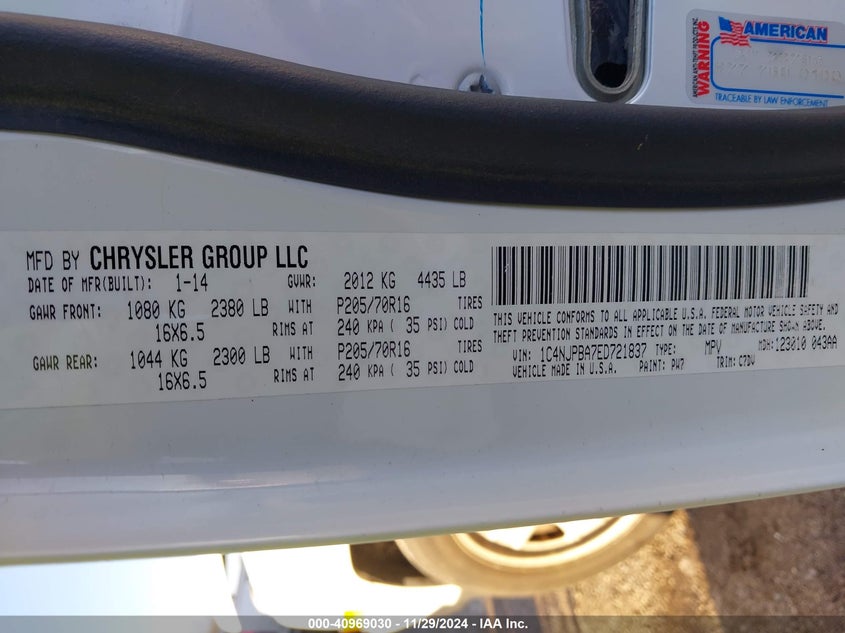 AMERICAN
WARNING
TRACEABLE BY LAW ENFORCEMENT
MFD BY CHRYSLER GROUP LLC
DATE OF MFR(BUILT): 1-14 GVWR: 2012 KG 4435 LB
GAWR FRONT: 1080 KG 2380 LB WITH P205/70R16 TIRES
16X6.5 RIMS AT 240 KPA ( 35 PSI) COLD
GAWR REAR: 1044 KG 2300 LB WITH P205/70R16 TIRES
16X6.5 RIMS AT 240 KPA ( 35 PSI) COLD
THIS VEHICLE CONFORMS TO ALL APPLICABLE U.S.A. FEDERAL MOTOR VEHICLE SAFETY AND
THEFT PREVENTION STANDARDS IN EFFECT ON THE DATE OF MANUFACTURE SHOWN ABOVE.
VIN: 1C4NJPBA7ED721837 TYPE: MPV MDH: 123010 043AA
VEHICLE MADE IN U.S.A. PAINT: PW7 TRIM: C7DV
000-40969030 - 11/29/2024 - IAA Inc.